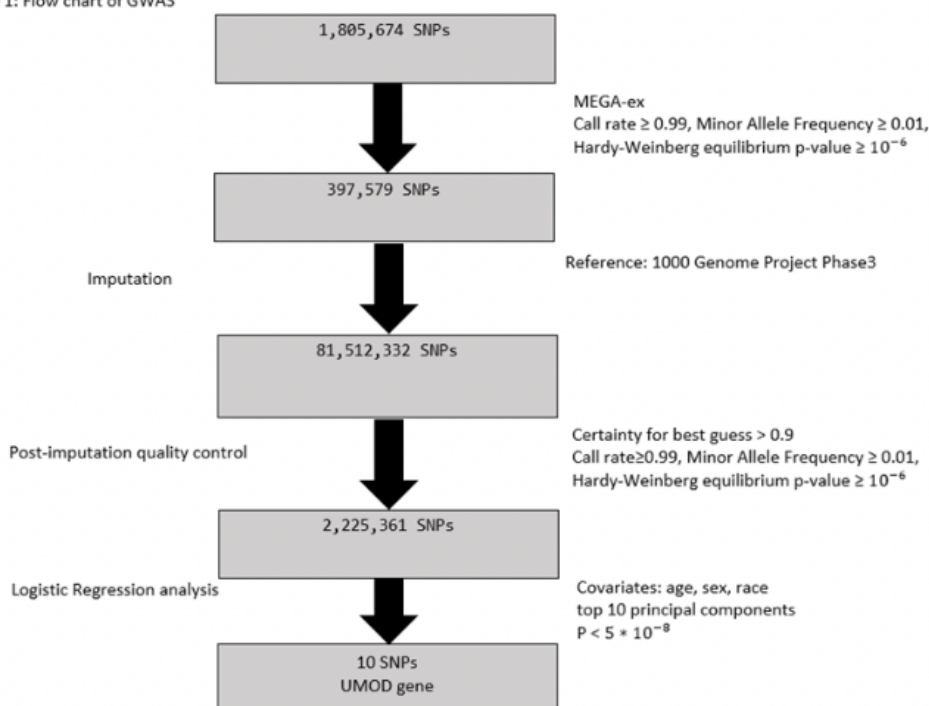 1: Flow chart of GWAS
1,805,674 SNPs
MEGA-ex
Call rate ≥ 0.99, Minor Allele Frequency ≥ 0.01,
Hardy-Weinberg equilibrium p-value ≥ 10⁻⁶
397,579 SNPs
Imputation
Reference: 1000 Genome Project Phase3
81,512,332 SNPs
Post-imputation quality control
Certainty for best guess > 0.9
Call rate≥0.99, Minor Allele Frequency ≥ 0.01,
Hardy-Weinberg equilibrium p-value ≥ 10⁻⁶
2,225,361 SNPs
Logistic Regression analysis
Covariates: age, sex, race
top 10 principal components
P < 5 * 10⁻⁸
10 SNPs
UMOD gene